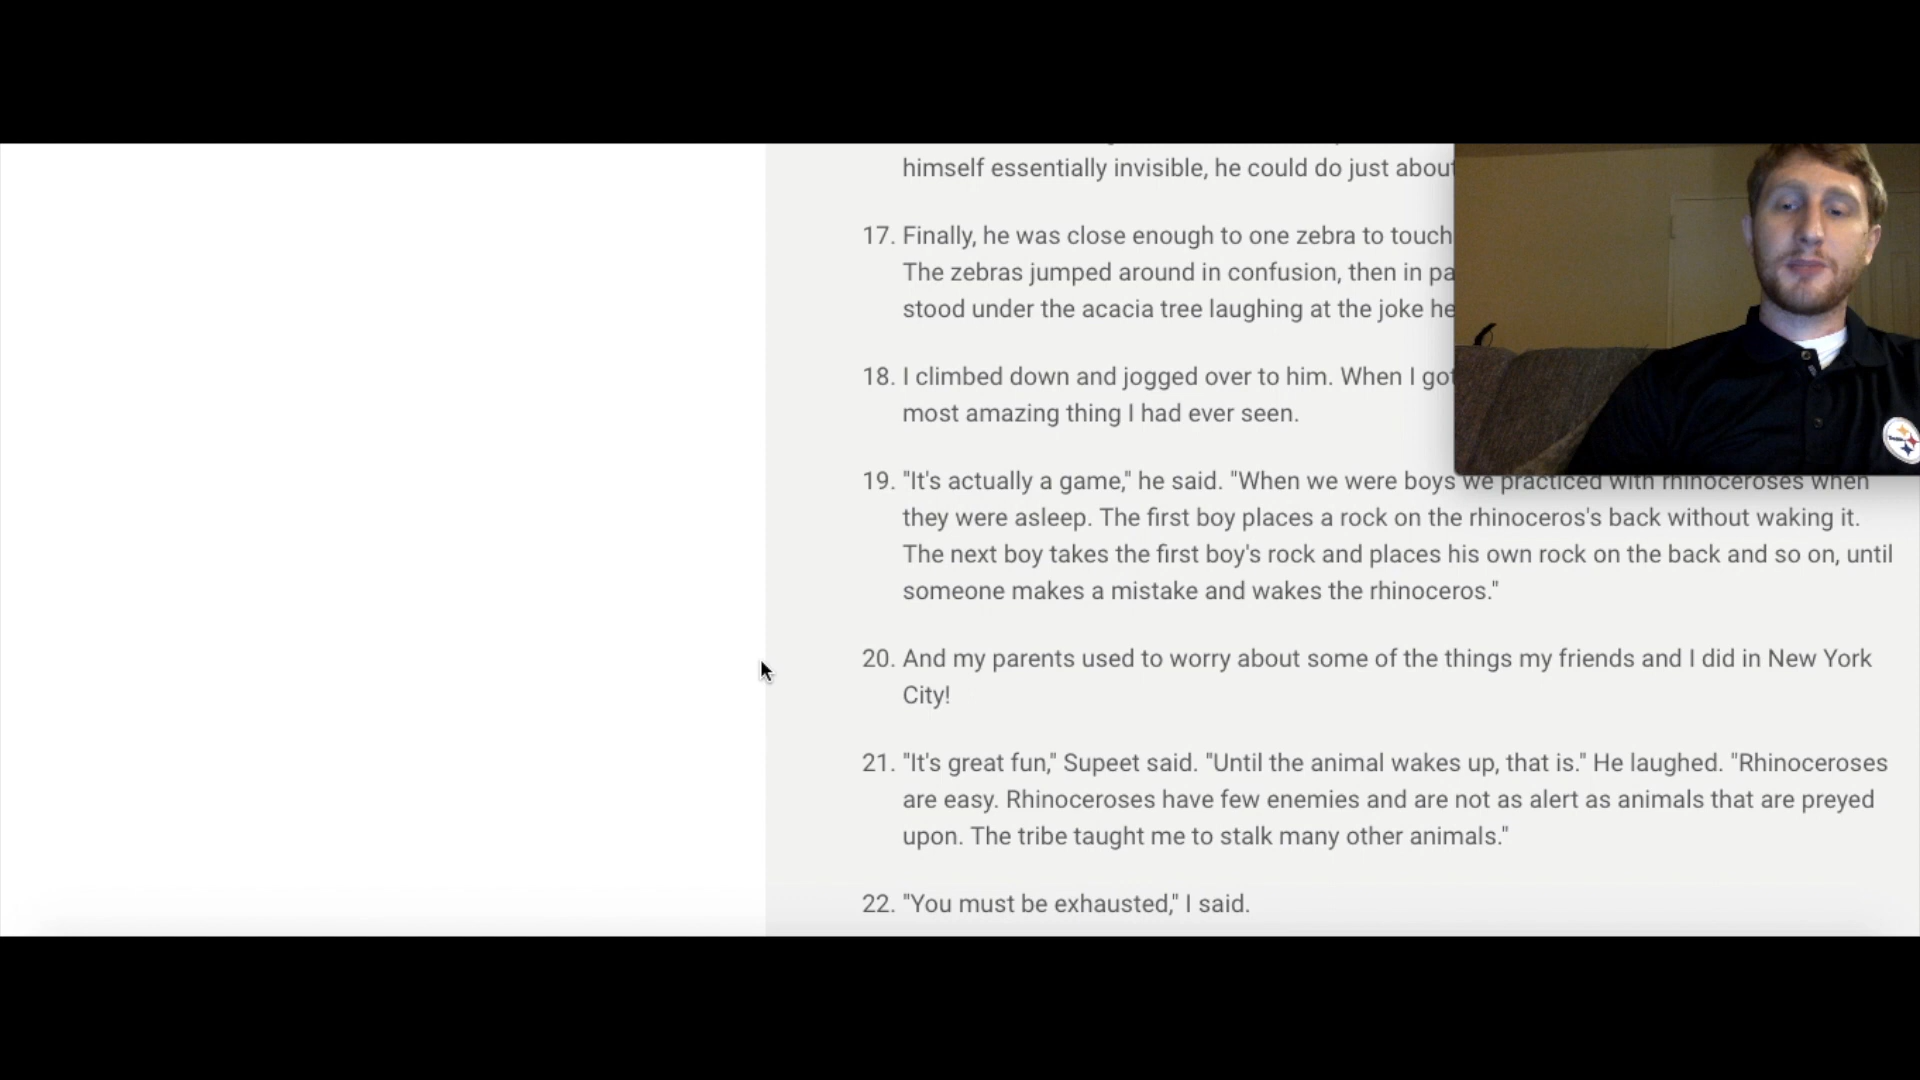 himself essentially invisible, he could do just about
17. Finally, he was close enough to one zebra to touch
The zebras jumped around in confusion, then in pa
stood under the acacia tree laughing at the joke he
18. I climbed down and jogged over to him. When I got
most amazing thing I had ever seen.
19. "It's actually a game," he said. "When we were boys we practiced with rhinoceroses when
they were asleep. The first boy places a rock on the rhinoceros's back without waking it.
The next boy takes the first boy's rock and places his own rock on the back and so on, until
someone makes a mistake and wakes the rhinoceros."
20. And my parents used to worry about some of the things my friends and I did in New York
City!
21. "It's great fun," Supeet said. "Until the animal wakes up, that is." He laughed. "Rhinoceroses
are easy. Rhinoceroses have few enemies and are not as alert as animals that are preyed
upon. The tribe taught me to stalk many other animals."
22. "You must be exhausted," I said.